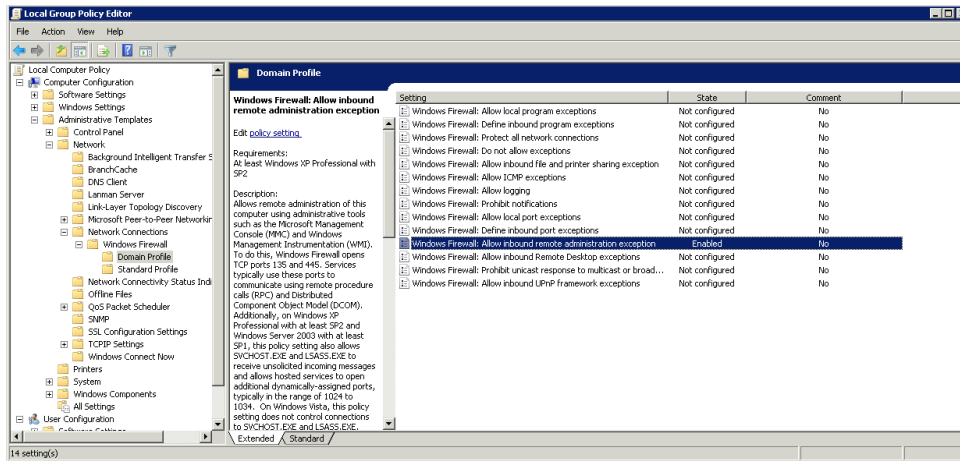 Local Group Policy Editor
File Action View Help
Local Computer Policy
Computer Configuration
Software Settings
Windows Settings
Administrative Templates
Control Panel
Network
Background Intelligent Transfer S
BranchCache
DNS Client
Lanman Server
Link-Layer Topology Discovery
Microsoft Peer-to-Peer Networkin
Network Connections
Windows Firewall
Domain Profile
Standard Profile
Network Connectivity Status Indi
Offline Files
QoS Packet Scheduler
SNMP
SSL Configuration Settings
TCPIP Settings
Windows Connect Now
Printers
System
Windows Components
All Settings
User Configuration
Domain Profile
Windows Firewall: Allow inbound
remote administration exception
Edit policy setting
Requirements:
At least Windows XP Professional with
SP2
Description:
Allows remote administration of this
computer using administrative tools
such as the Microsoft Management
Console (MMC) and Windows
Management Instrumentation (WMI).
To do this, Windows Firewall opens
TCP ports 135 and 445. Services
typically use these ports to
communicate using remote procedure
calls (RPC) and Distributed
Component Object Model (DCOM).
Additionally, on Windows XP
Professional with at least SP2 and
Windows Server 2003 with at least
SP1, this policy setting also allows
SVCHOST.EXE and LSASS.EXE to
receive unsolicited incoming messages
and allows hosted services to open
additional dynamically-assigned ports,
typically in the range of 1024 to
1034. On Windows Vista, this policy
setting does not control connections
to SVCHOST.EXE and LSASS.EXE.
Setting State Comment
Windows Firewall: Allow local program exceptions Not configured No
Windows Firewall: Define inbound program exceptions Not configured No
Windows Firewall: Protect all network connections Not configured No
Windows Firewall: Do not allow exceptions Not configured No
Windows Firewall: Allow inbound file and printer sharing exception Not configured No
Windows Firewall: Allow ICMP exceptions Not configured No
Windows Firewall: Allow logging Not configured No
Windows Firewall: Prohibit notifications Not configured No
Windows Firewall: Allow local port exceptions Not configured No
Windows Firewall: Define inbound port exceptions Not configured No
Windows Firewall: Allow inbound remote administration exception Enabled No
Windows Firewall: Allow inbound Remote Desktop exceptions Not configured No
Windows Firewall: Prohibit unicast response to multicast or broad... Not configured No
Windows Firewall: Allow inbound UPnP framework exceptions Not configured No
Extended Standard
14 setting(s)